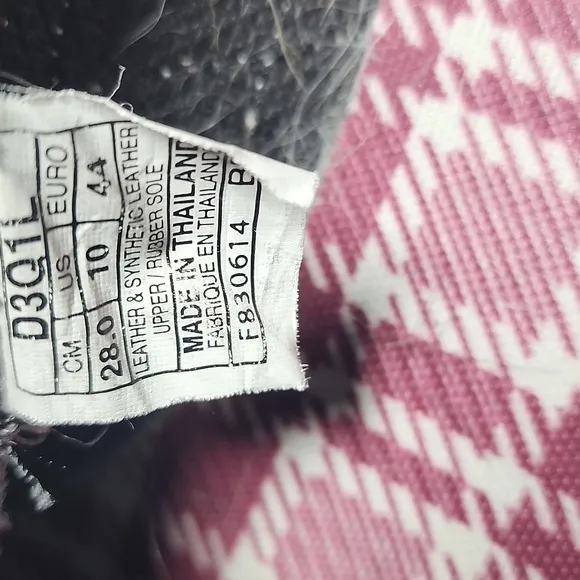 D3Q1L
CM US EURO
28.0 10 44
LEATHER & SYNTHETIC LEATHER
UPPER / RUBBER SOLE
MADE IN THAILAND
FABRIQUE EN THAILAND
F830614 B